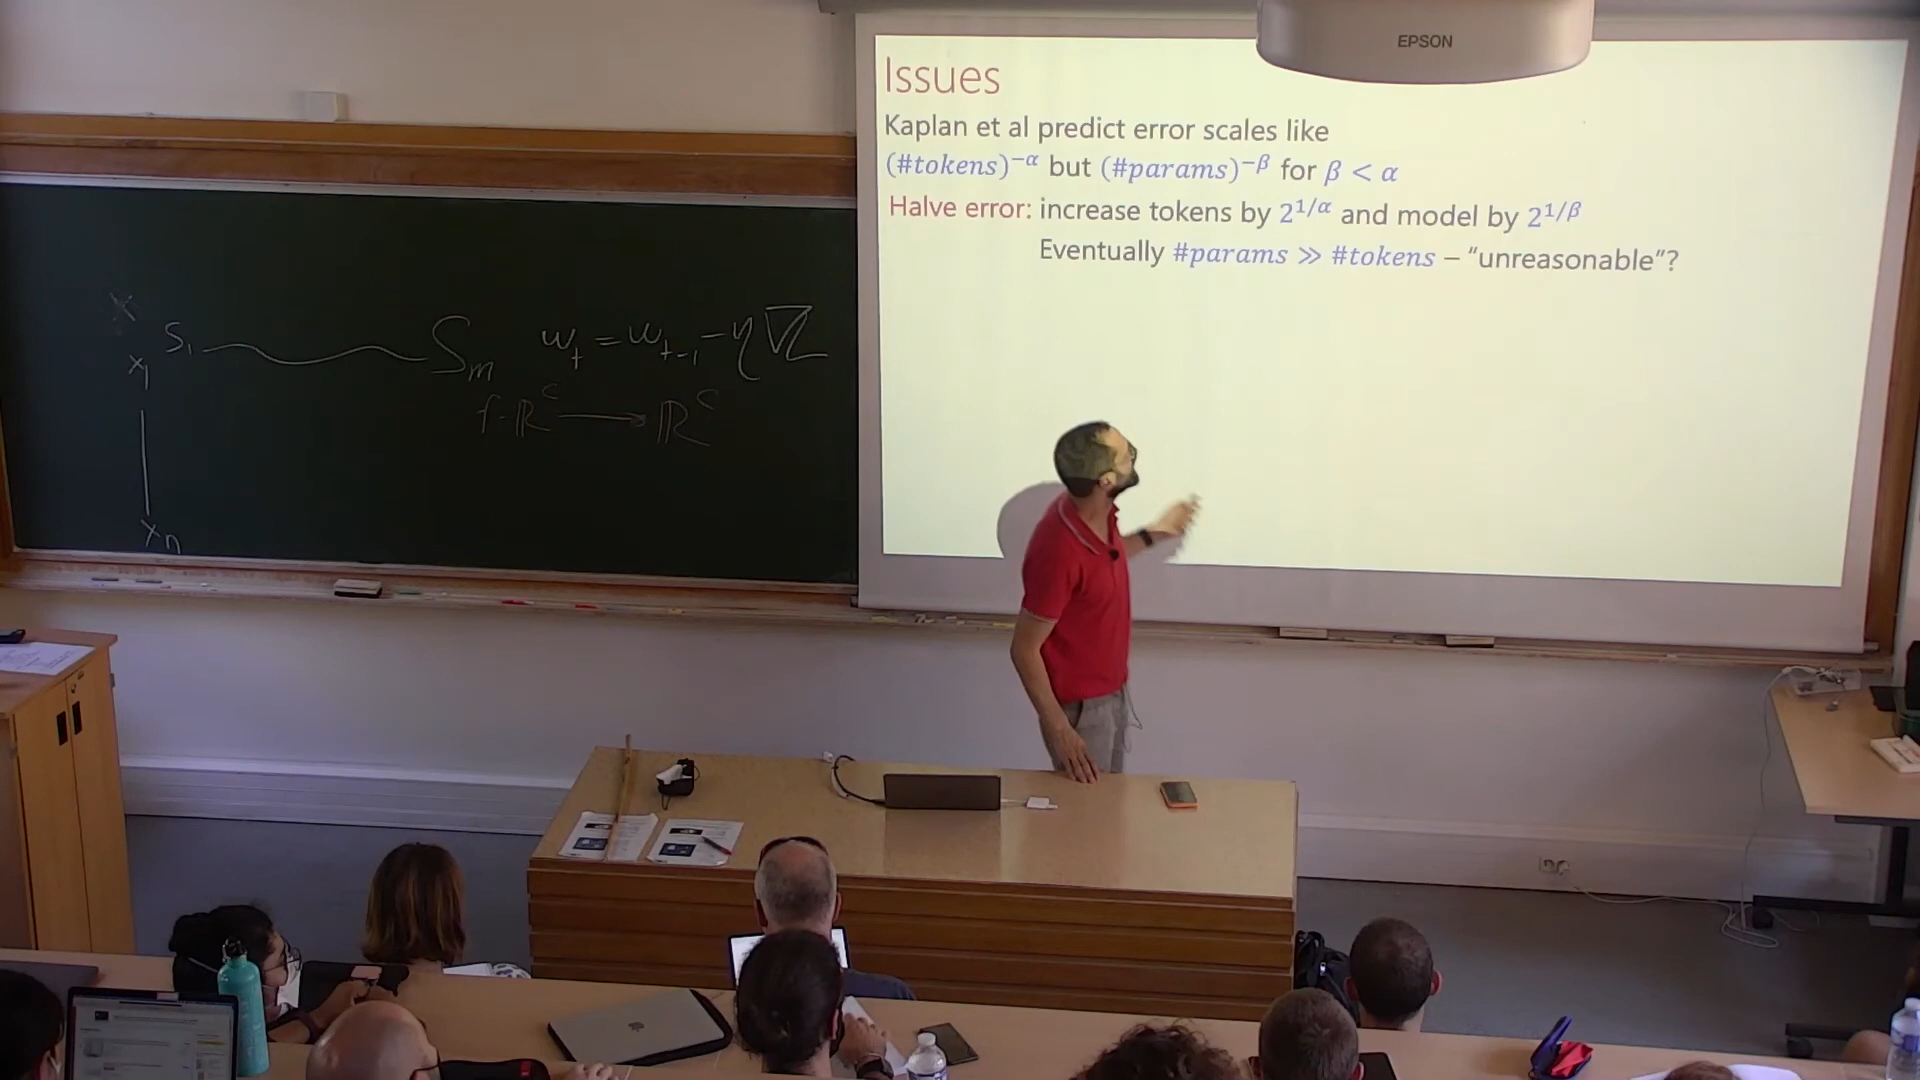 EPSON
Issues
Kaplan et al predict error scales like
(#tokens)^{-α} but (#params)^{-β} for β < α
Halve error: increase tokens by 2^{1/α} and model by 2^{1/β}
Eventually #params ≫ #tokens – "unreasonable"?
S₁ S_m w_t = w_{t-1} - η∇L
x₁
f: ℝ^c → ℝ^c
x_n